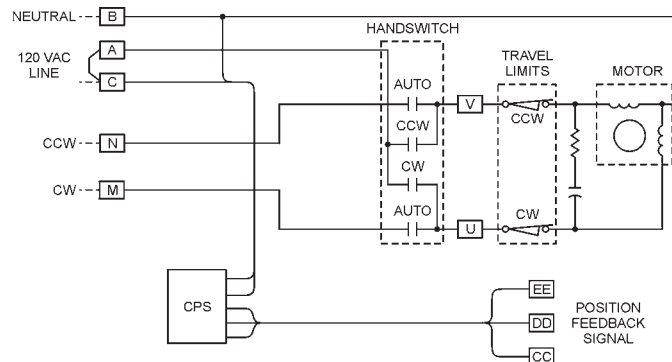 NEUTRAL
B
HANDSWITCH
A
120 VAC
LINE
C
TRAVEL
LIMITS
MOTOR
AUTO
V
CCW
CCW
CCW
N
CW
CW
CW
M
AUTO
U
CPS
EE
DD
CC
POSITION
FEEDBACK
SIGNAL